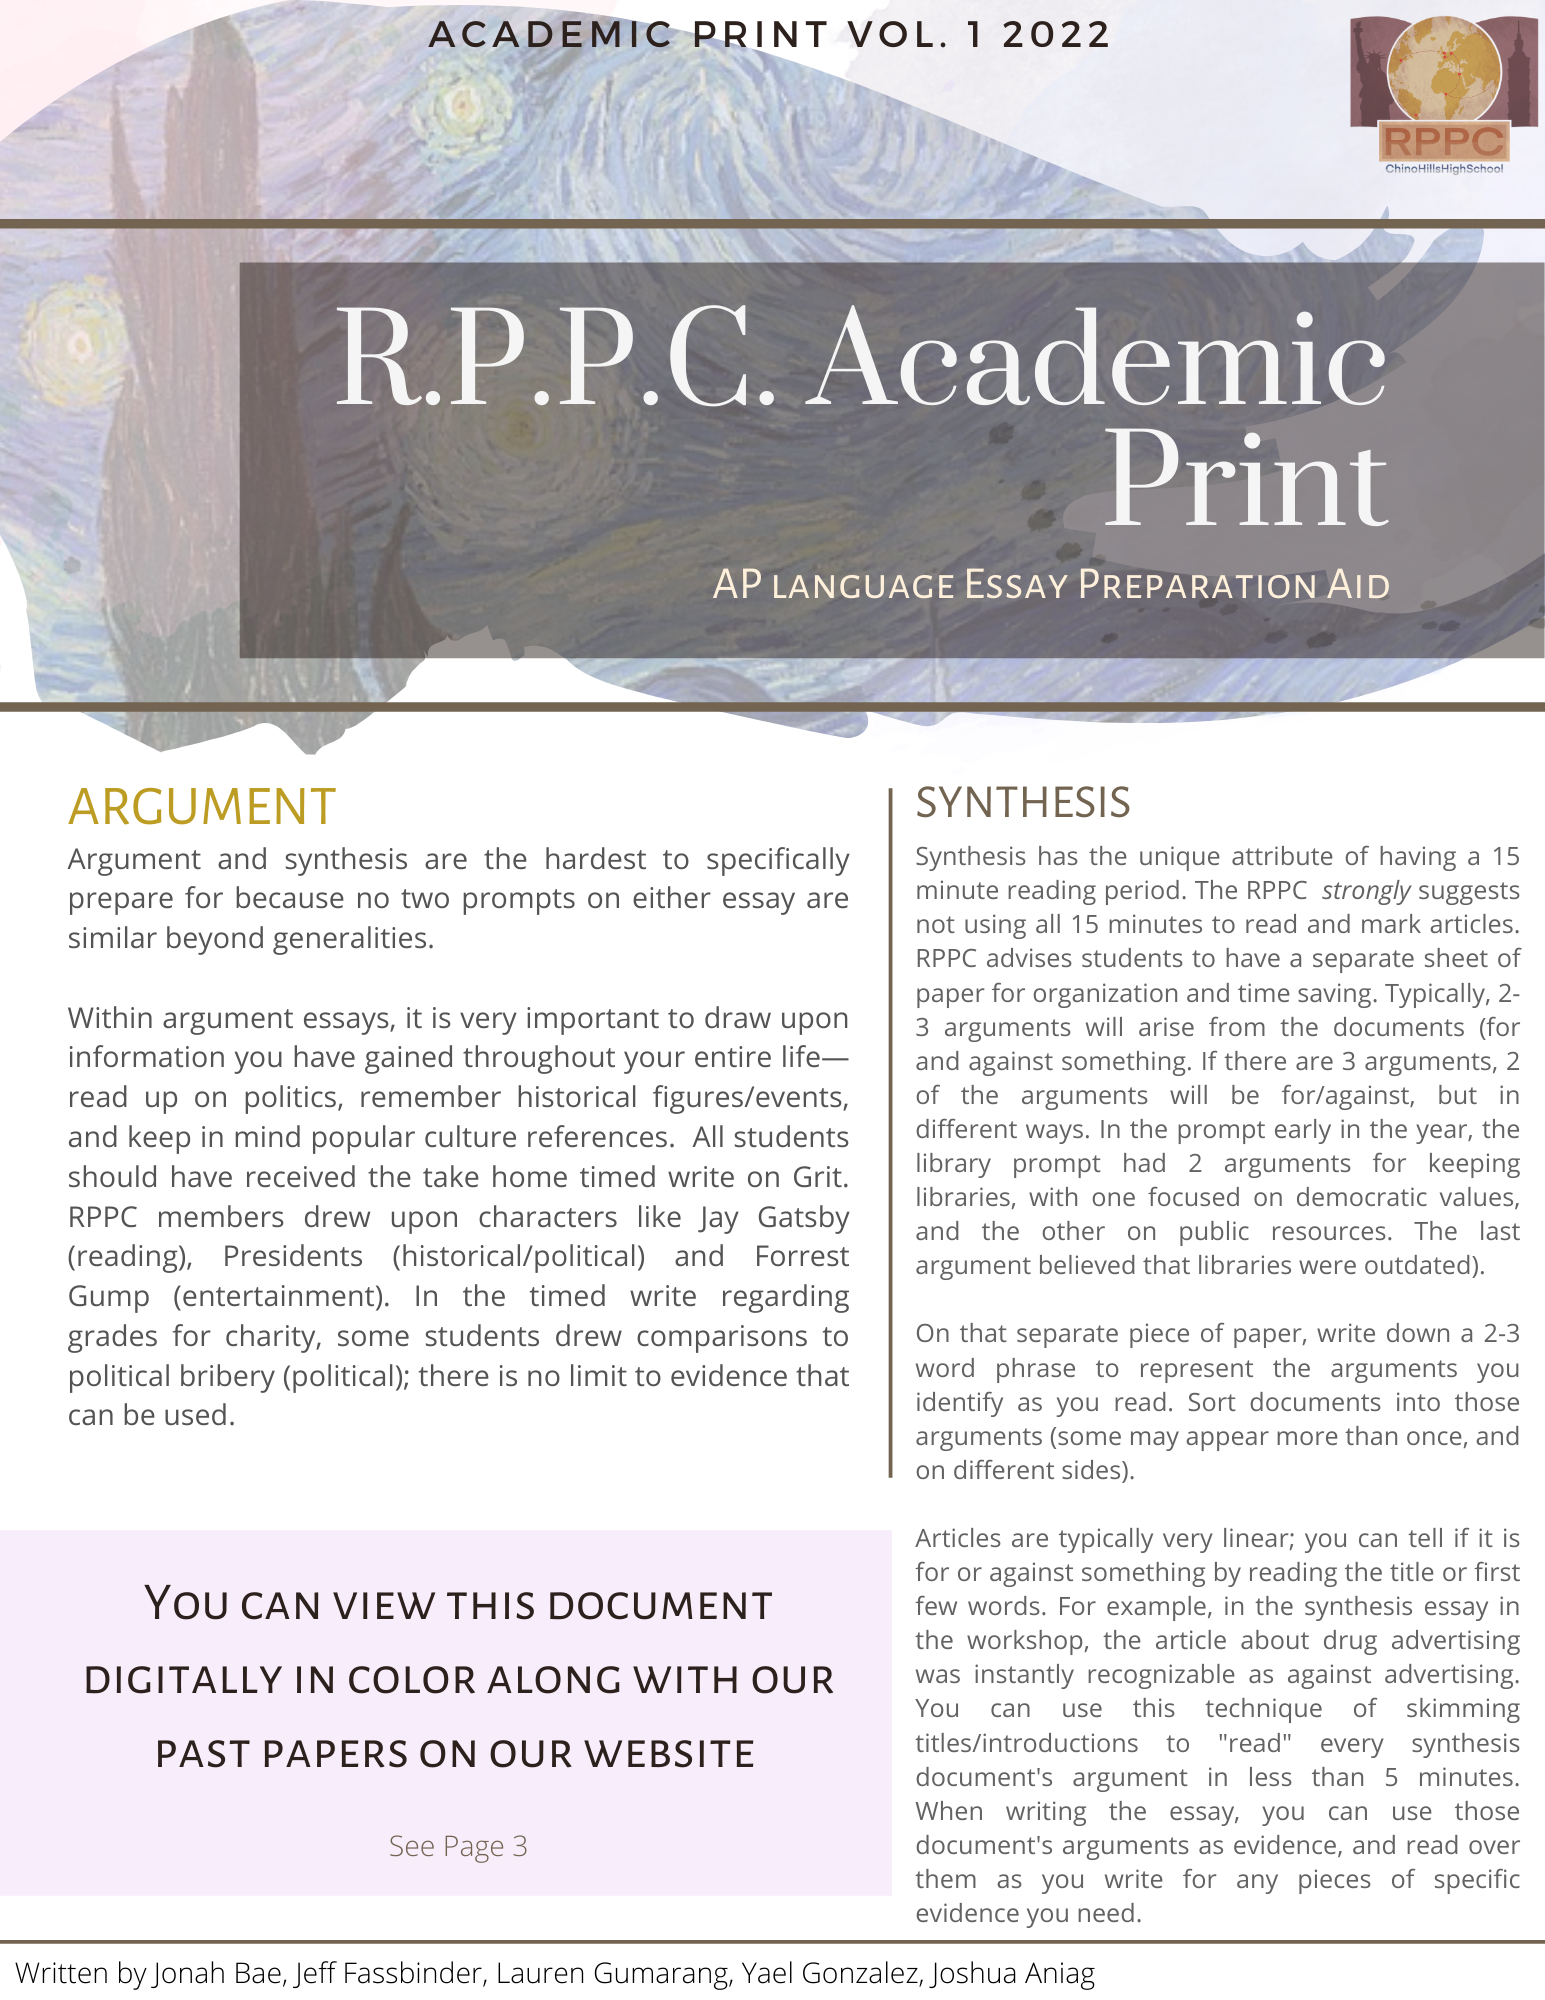 ACADEMIC PRINT VOL. 1 2022
RPPC
ChinoHillsHighSchool
R.P.P.C. Academic
Print
AP LANGUAGE ESSAY PREPARATION AID
ARGUMENT
Argument and synthesis are the hardest to specifically
prepare for because no two prompts on either essay are
similar beyond generalities.
Within argument essays, it is very important to draw upon
information you have gained throughout your entire life—
read up on politics, remember historical figures/events,
and keep in mind popular culture references. All students
should have received the take home timed write on Grit.
RPPC members drew upon characters like Jay Gatsby
(reading), Presidents (historical/political) and Forrest
Gump (entertainment). In the timed write regarding
grades for charity, some students drew comparisons to
political bribery (political); there is no limit to evidence that
can be used.
YOU CAN VIEW THIS DOCUMENT
DIGITALLY IN COLOR ALONG WITH OUR
PAST PAPERS ON OUR WEBSITE
See Page 3
SYNTHESIS
Synthesis has the unique attribute of having a 15
minute reading period. The RPPC strongly suggests
not using all 15 minutes to read and mark articles.
RPPC advises students to have a separate sheet of
paper for organization and time saving. Typically, 2-
3 arguments will arise from the documents (for
and against something. If there are 3 arguments, 2
of the arguments will be for/against, but in
different ways. In the prompt early in the year, the
library prompt had 2 arguments for keeping
libraries, with one focused on democratic values,
and the other on public resources. The last
argument believed that libraries were outdated).
On that separate piece of paper, write down a 2-3
word phrase to represent the arguments you
identify as you read. Sort documents into those
arguments (some may appear more than once, and
on different sides).
Articles are typically very linear; you can tell if it is
for or against something by reading the title or first
few words. For example, in the synthesis essay in
the workshop, the article about drug advertising
was instantly recognizable as against advertising.
You can use this technique of skimming
titles/introductions to "read" every synthesis
document's argument in less than 5 minutes.
When writing the essay, you can use those
document's arguments as evidence, and read over
them as you write for any pieces of specific
evidence you need.
Written by Jonah Bae, Jeff Fassbinder, Lauren Gumarang, Yael Gonzalez, Joshua Aniag